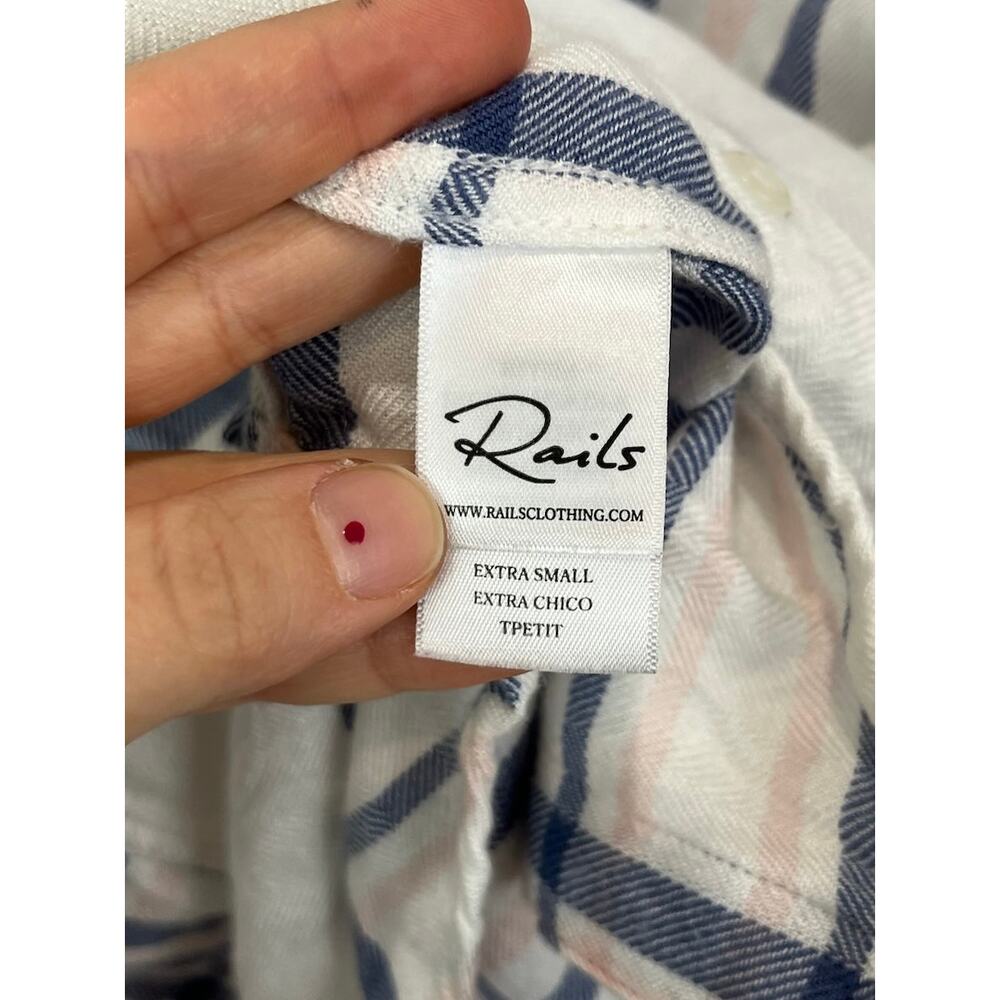 Rails
WWW.RAILSCLOTHING.COM
EXTRA SMALL
EXTRA CHICO
TPETIT